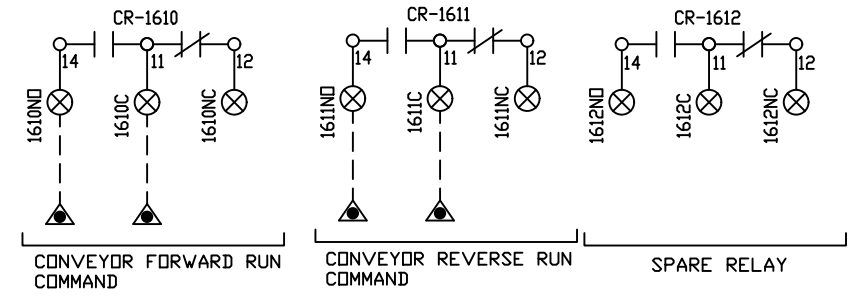 CR-1610
14
11
12
1610NO
1610C
1610NC
CONVEYOR FORWARD RUN
COMMAND
CR-1611
14
11
12
1611NO
1611C
1611NC
CONVEYOR REVERSE RUN
COMMAND
CR-1612
14
11
12
1612NO
1612C
1612NC
SPARE RELAY